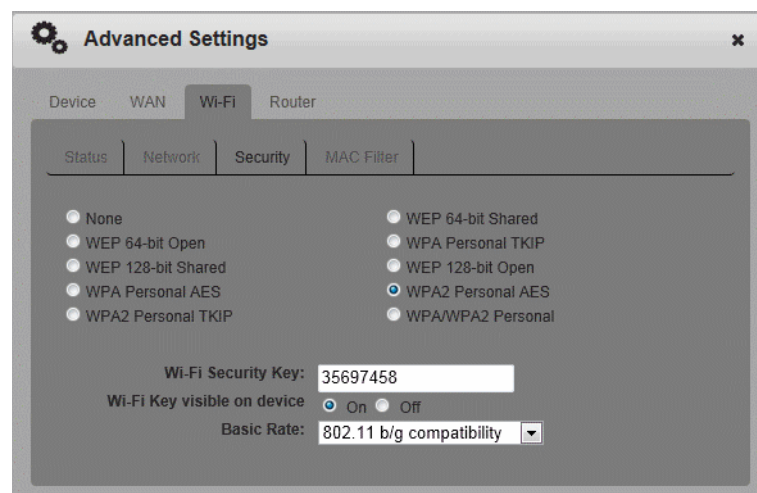 Advanced Settings
Device WAN Wi-Fi Router
Status Network Security MAC Filter
None WEP 64-bit Shared
WEP 64-bit Open WPA Personal TKIP
WEP 128-bit Shared WEP 128-bit Open
WPA Personal AES WPA2 Personal AES
WPA2 Personal TKIP WPA/WPA2 Personal
Wi-Fi Security Key: 35697458
Wi-Fi Key visible on device On Off
Basic Rate: 802.11 b/g compatibility